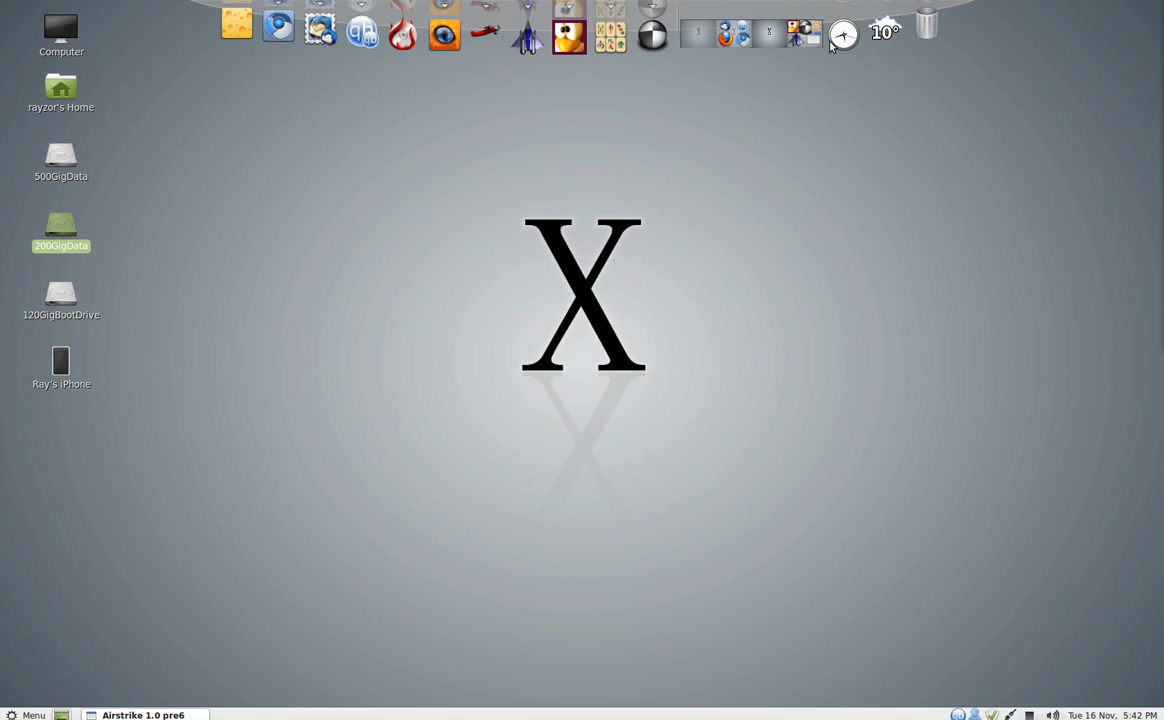 10°
Computer
rayzor's Home
500GigData
200GigData
120GigBootDrive
Ray's iPhone
X
Menu
Airstrike 1.0 pre6
qb
Tue 16 Nov, 5:42 PM